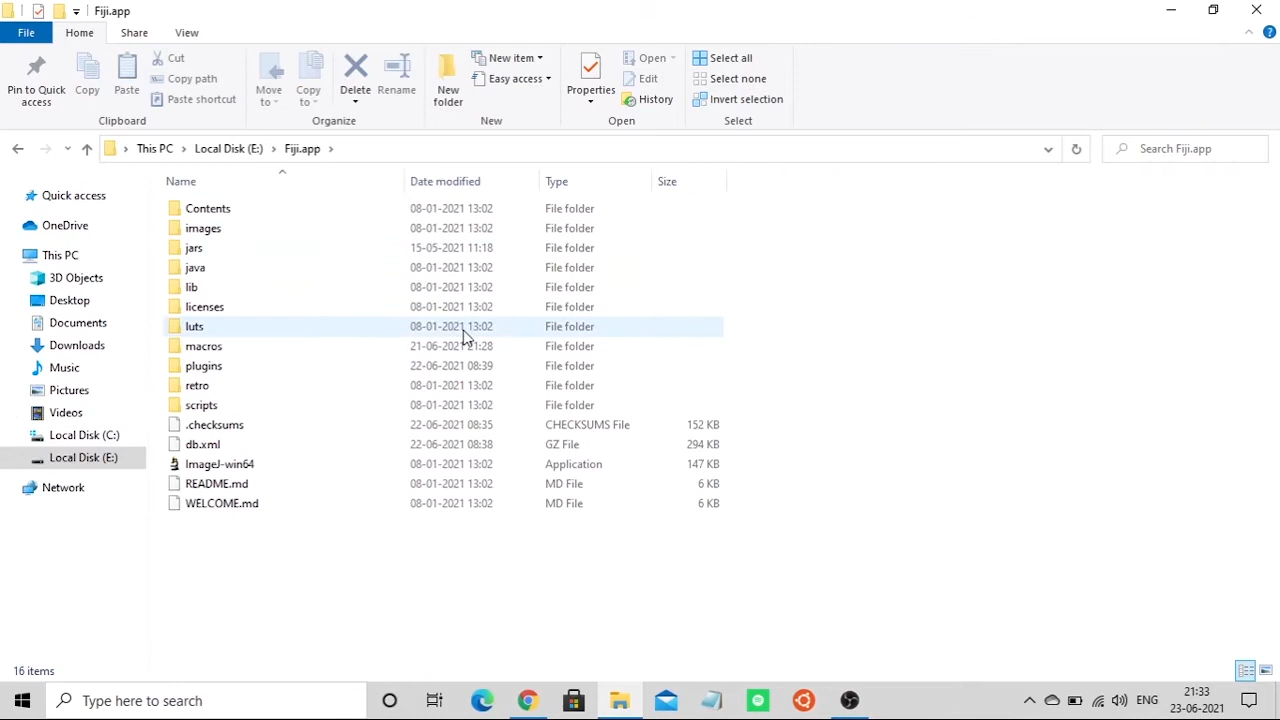 Fiji.app
File Home Share View
Pin to Quick access
Copy
Paste
Cut
Copy path
Paste shortcut
Clipboard
Move to
Copy to
Delete
Rename
Organize
New folder
New item
Easy access
New
Properties
Open
Edit
History
Open
Select all
Select none
Invert selection
Select
This PC Local Disk (E:) Fiji.app
Search Fiji.app
Quick access
OneDrive
This PC
3D Objects
Desktop
Documents
Downloads
Music
Pictures
Videos
Local Disk (C:)
Local Disk (E:)
Network
Name Date modified Type Size
Contents 08-01-2021 13:02 File folder
images 08-01-2021 13:02 File folder
jars 15-05-2021 11:18 File folder
java 08-01-2021 13:02 File folder
lib 08-01-2021 13:02 File folder
licenses 08-01-2021 13:02 File folder
luts 08-01-2021 13:02 File folder
macros 21-06-2021 21:28 File folder
plugins 22-06-2021 08:39 File folder
retro 08-01-2021 13:02 File folder
scripts 08-01-2021 13:02 File folder
.checksums 22-06-2021 08:35 CHECKSUMS File 152 KB
db.xml 22-06-2021 08:38 GZ File 294 KB
ImageJ-win64 08-01-2021 13:02 Application 147 KB
README.md 08-01-2021 13:02 MD File 6 KB
WELCOME.md 08-01-2021 13:02 MD File 6 KB
16 items
Type here to search
ENG
21:33
23-06-2021